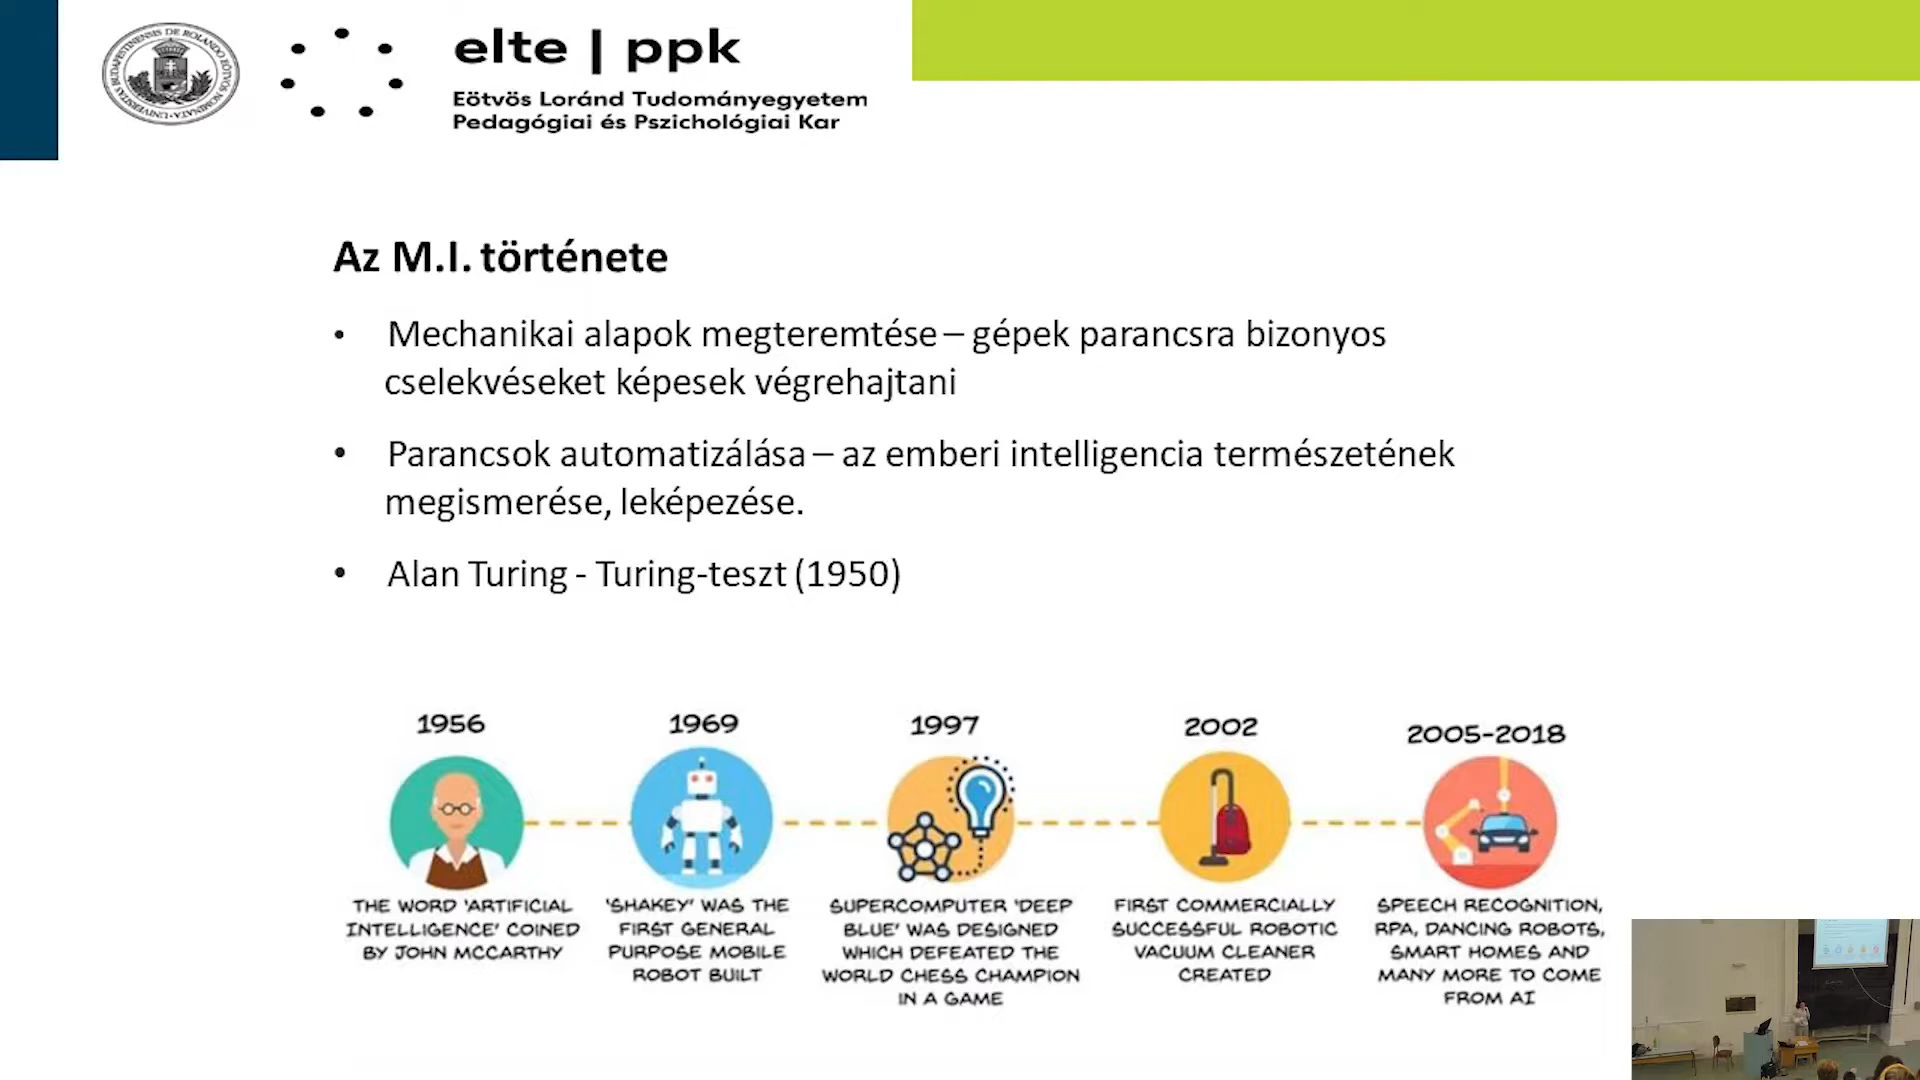 elte | ppk
Eötvös Loránd Tudományegyetem
Pedagógiai és Pszichológiai Kar
Az M.I. története
• Mechanikai alapok megteremtése – gépek parancsra bizonyos
cselekvéseket képesek végrehajtani
• Parancsok automatizálása – az emberi intelligencia természetének
megismerése, leképezése.
• Alan Turing - Turing-teszt (1950)
1956
THE WORD 'ARTIFICIAL
INTELLIGENCE' COINED
BY JOHN MCCARTHY
1969
'SHAKEY' WAS THE
FIRST GENERAL
PURPOSE MOBILE
ROBOT BUILT
1997
SUPERCOMPUTER 'DEEP
BLUE' WAS DESIGNED
WHICH DEFEATED THE
WORLD CHESS CHAMPION
IN A GAME
2002
FIRST COMMERCIALLY
SUCCESSFUL ROBOTIC
VACUUM CLEANER
CREATED
2005-2018
SPEECH RECOGNITION,
RPA, DANCING ROBOTS,
SMART HOMES AND
MANY MORE TO COME
FROM AI